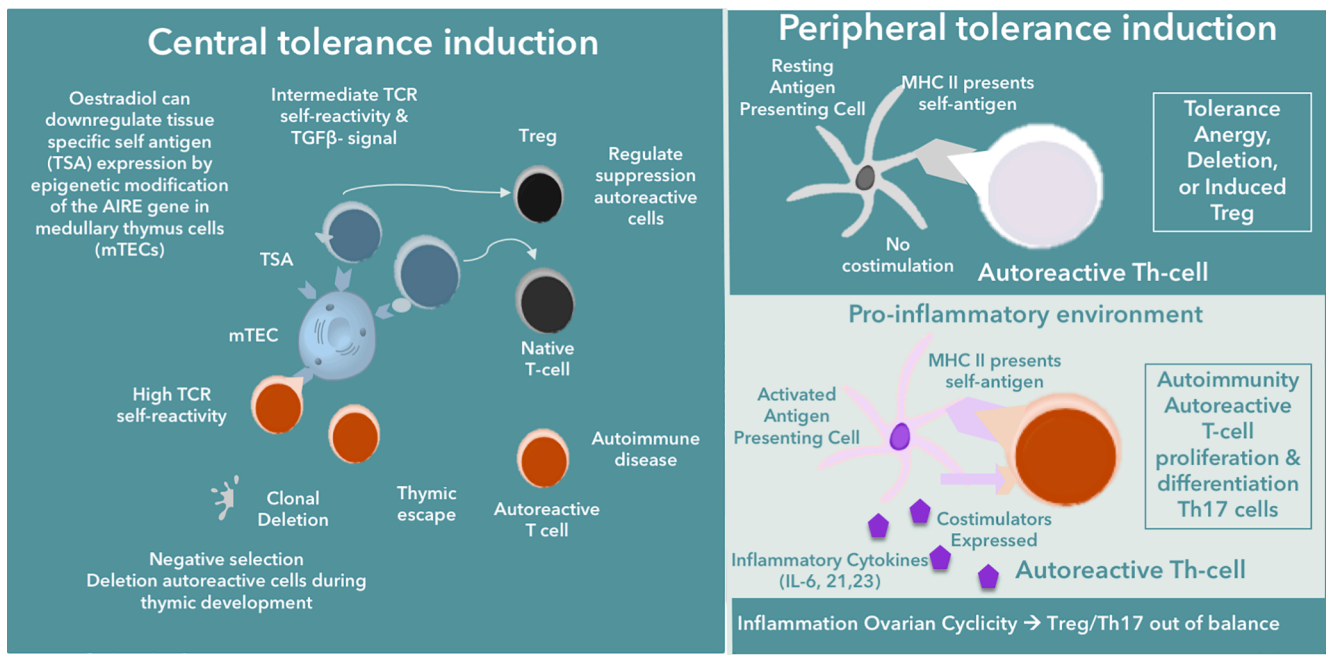 Central tolerance induction
Oestradiol can
downregulate tissue
specific self antigen
(TSA) expression by
epigenetic modification
of the AIRE gene in
medullary thymus cells
(mTECs)
Intermediate TCR
self-reactivity &
TGFβ- signal
Treg
Regulate
suppression
autoreactive
cells
TSA
mTEC
Native
T-cell
High TCR
self-reactivity
Autoimmune
disease
Clonal
Deletion
Thymic
escape
Autoreactive
T cell
Negative selection
Deletion autoreactive cells during
thymic development
Peripheral tolerance induction
Resting
Antigen
Presenting Cell
MHC II presents
self-antigen
Tolerance
Anergy,
Deletion,
or Induced
Treg
No
costimulation
Autoreactive Th-cell
Pro-inflammatory environment
MHC II presents
self-antigen
Activated
Antigen
Presenting Cell
Autoimmunity
Autoreactive
T-cell
proliferation &
differentiation
Th17 cells
Costimulators
Expressed
Inflammatory Cytokines
(IL-6, 21,23)
Autoreactive Th-cell
Inflammation Ovarian Cyclicity → Treg/Th17 out of balance